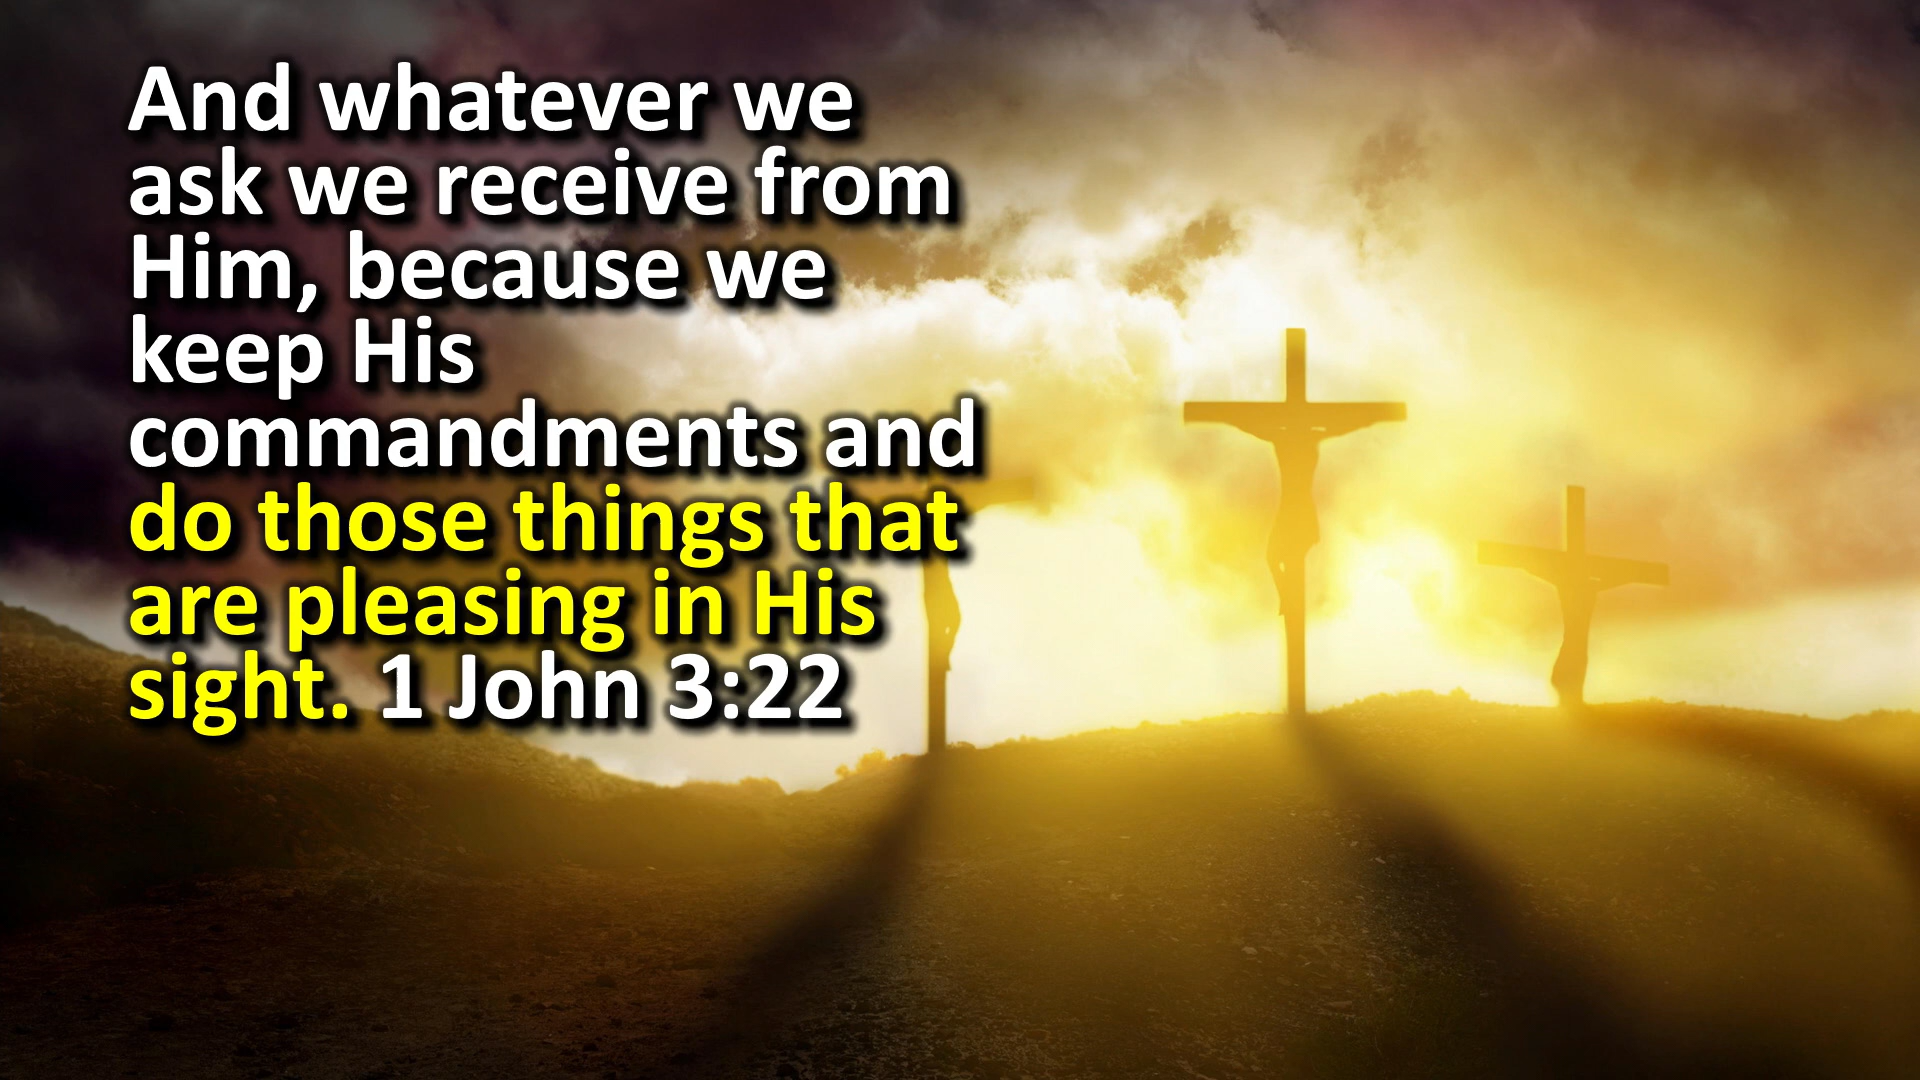 And whatever we
ask we receive from
Him, because we
keep His
commandments and
do those things that
are pleasing in His
sight. 1 John 3:22